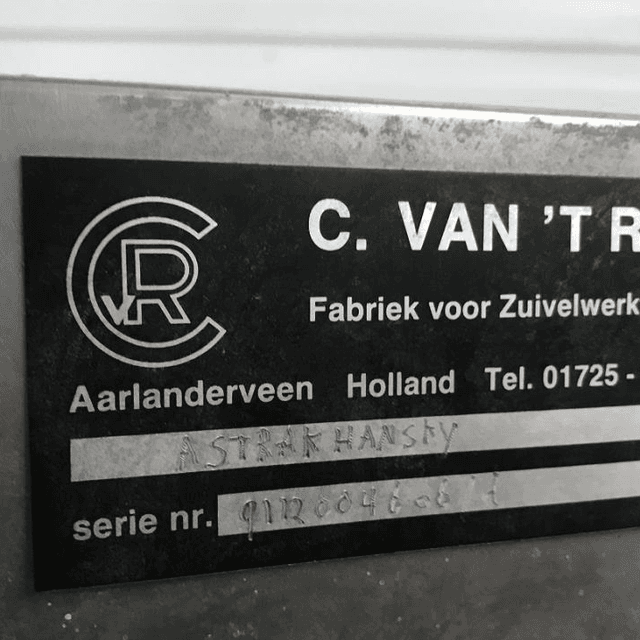 CVR
C. VAN 'T R
Fabriek voor Zuivelwerk
Aarlanderveen Holland Tel. 01725 -
ASTRAKHANSKY
serie nr.